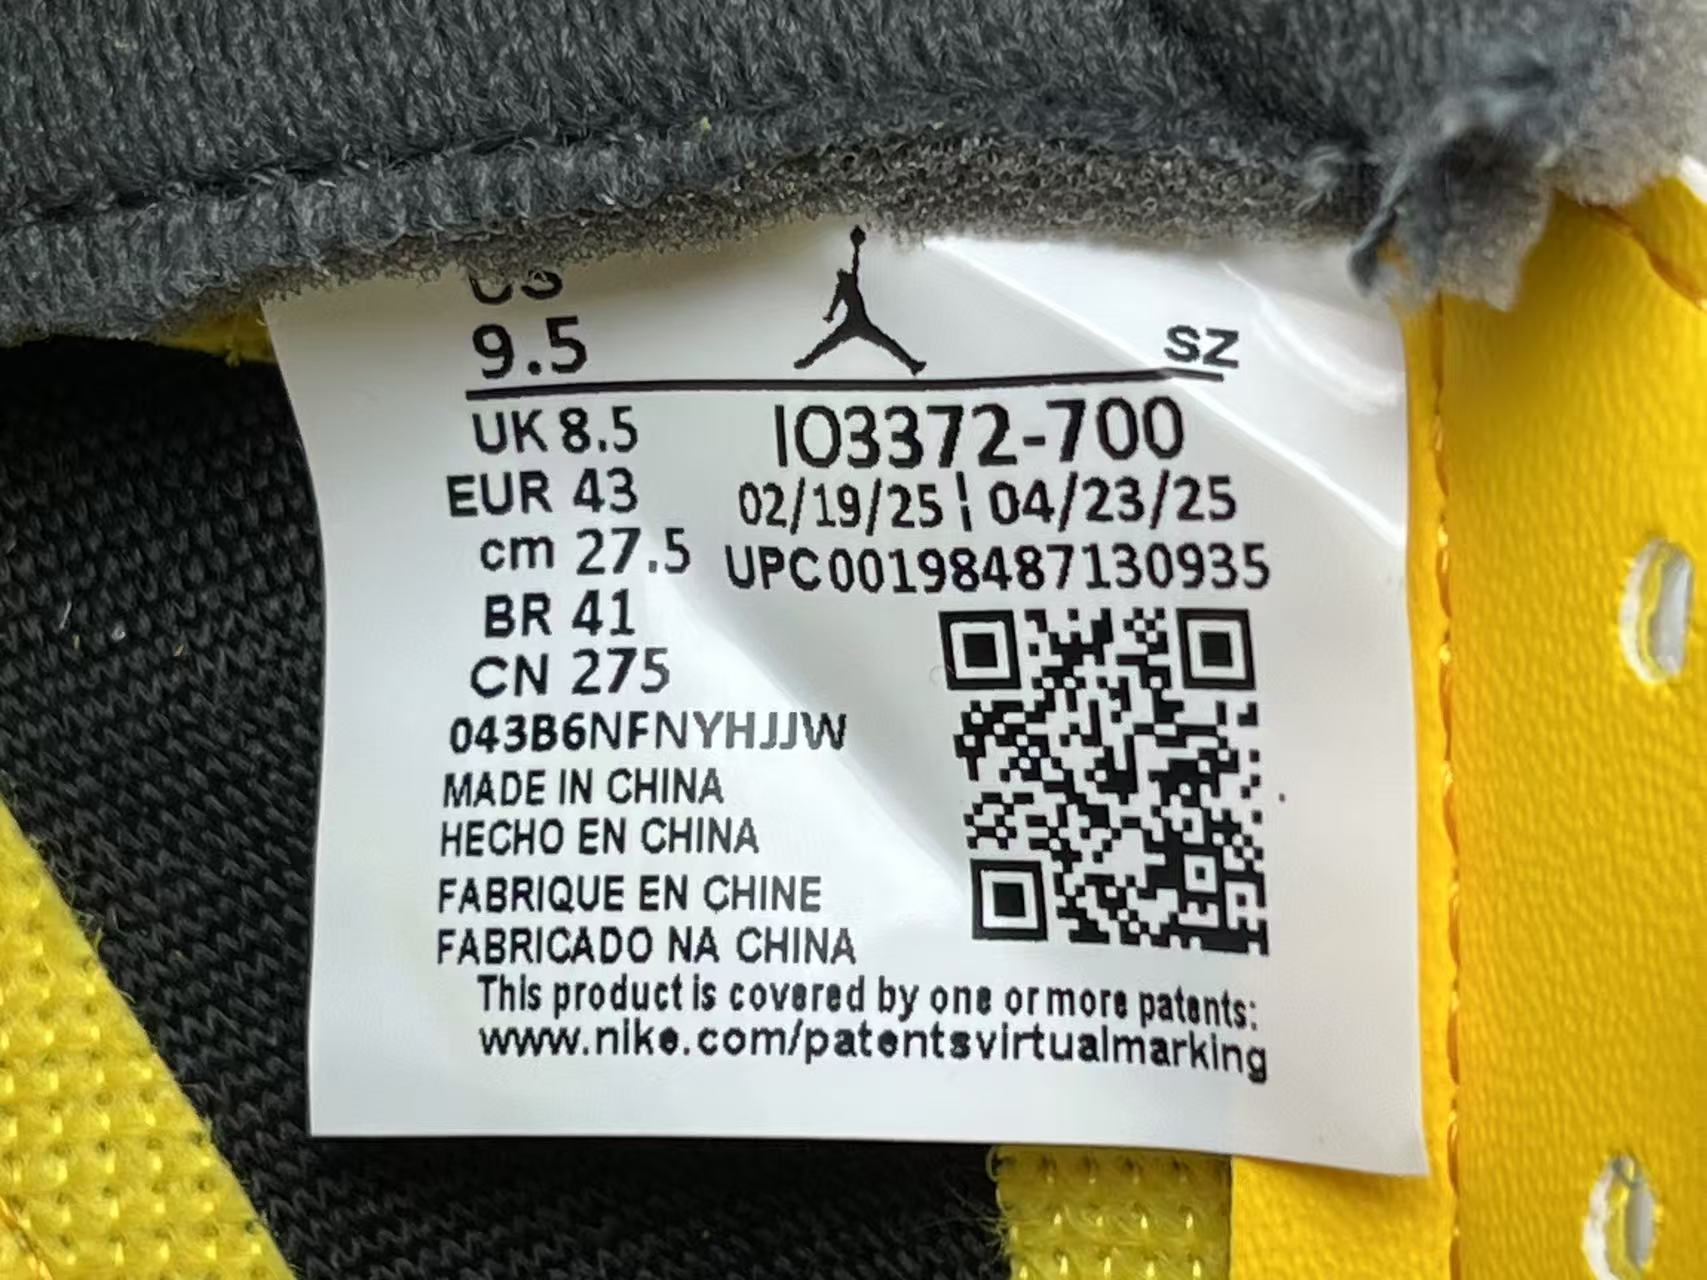 US
9.5
SZ
UK 8.5
IO3372-700
EUR 43
02/19/25 ¦ 04/23/25
cm 27.5
UPC00198487130935
BR 41
CN 275
043B6NFNYHJJW
MADE IN CHINA
HECHO EN CHINA
FABRIQUE EN CHINE
FABRICADO NA CHINA
This product is covered by one or more patents:
www.nike.com/patentsvirtualmarking